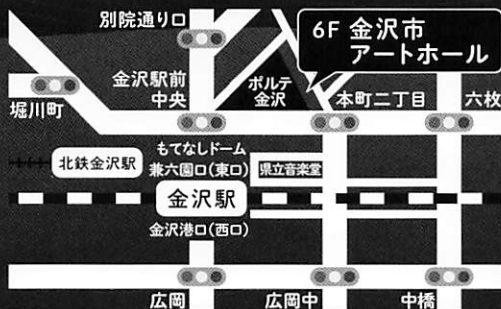 別院通り口
6F 金沢市
アートホール
金沢駅前
中央
ポルテ
金沢
堀川町
本町二丁目
六枚
もてなしドーム
北鉄金沢駅
兼六園口(東口)
県立音楽堂
金沢駅
金沢港口(西口)
広岡
広岡中
中橋